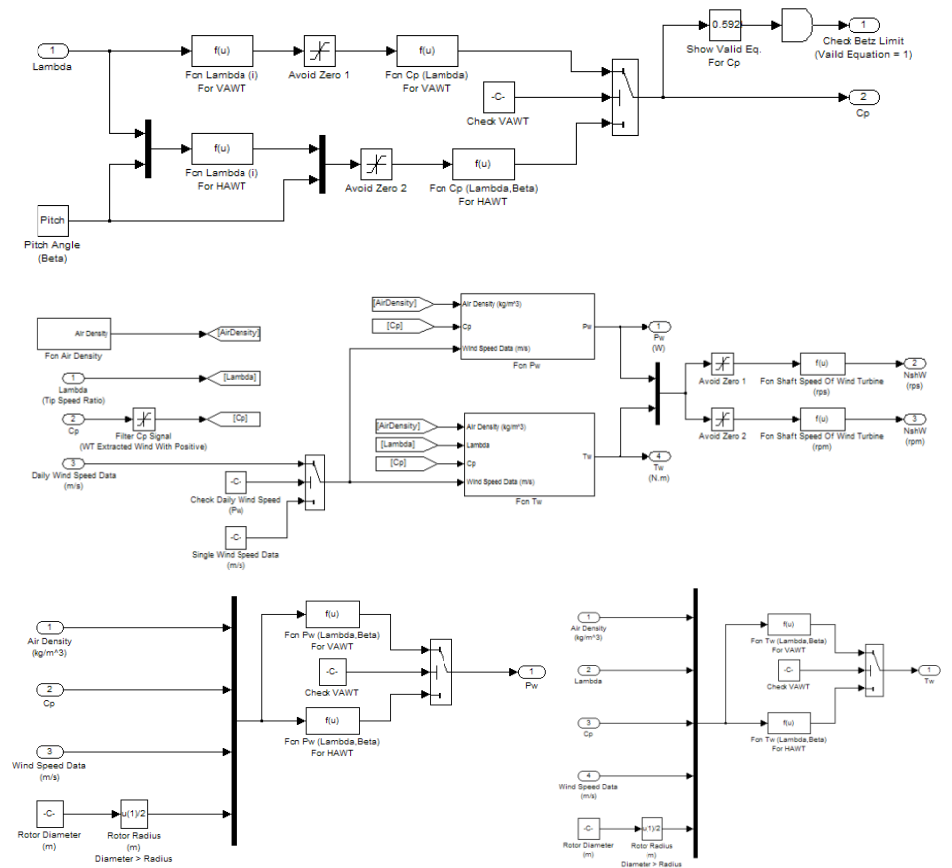 1
Lambda
f(u)
Fcn Lambda (i)
For VAWT
Avoid Zero 1
f(u)
Fcn Cp (Lambda)
For VAWT
-C-
Check VAWT
0.592
Show Valid Eq.
For Cp
1
Check Betz Limit
(Vaild Equation = 1)
2
Cp
f(u)
Fcn Lambda (i)
For HAWT
Avoid Zero 2
f(u)
Fcn Cp (Lambda,Beta)
For HAWT
Pitch
Pitch Angle
(Beta)
Air Density
Fcn Air Density
[AirDensity]
1
Lambda
(Tip Speed Ratio)
[Lambda]
2
Cp
Filter Cp Signal
(WT Extracted Wind With Positive)
[Cp]
3
Daily Wind Speed Data
(m/s)
-C-
Check Daily Wind Speed
(Pw)
-C-
Single Wind Speed Data
(m/s)
[AirDensity]
[Cp]
Air Density (kg/m^3)
Cp
Wind Speed Data (m/s)
Pw
Fcn Pw
[AirDensity]
[Lambda]
[Cp]
Air Density (kg/m^3)
Lambda
Cp
Wind Speed Data (m/s)
Tw
Fcn Tw
1
Pw
(W)
4
Tw
(N.m)
Avoid Zero 1
f(u)
Fcn Shaft Speed Of Wind Turbine
(rps)
2
NshW
(rps)
Avoid Zero 2
f(u)
Fcn Shaft Speed Of Wind Turbine
(rpm)
3
NshW
(rpm)
1
Air Density
(kg/m^3)
2
Cp
3
Wind Speed Data
(m/s)
-C-
Rotor Diameter
(m)
u(1)/2
Rotor Radius
(m)
Diameter > Radius
f(u)
Fcn Pw (Lambda,Beta)
For VAWT
-C-
Check VAWT
f(u)
Fcn Pw (Lambda,Beta)
For HAWT
1
Pw
1
Air Density
(kg/m^3)
2
Lambda
3
Cp
4
Wind Speed Data
(m/s)
-C-
Rotor Diameter
(m)
u(1)/2
Rotor Radius
(m)
Diameter > Radius
f(u)
Fcn Tw (Lambda,Beta)
For VAWT
-C-
Check VAWT
f(u)
Fcn Tw (Lambda,Beta)
For HAWT
1
Tw